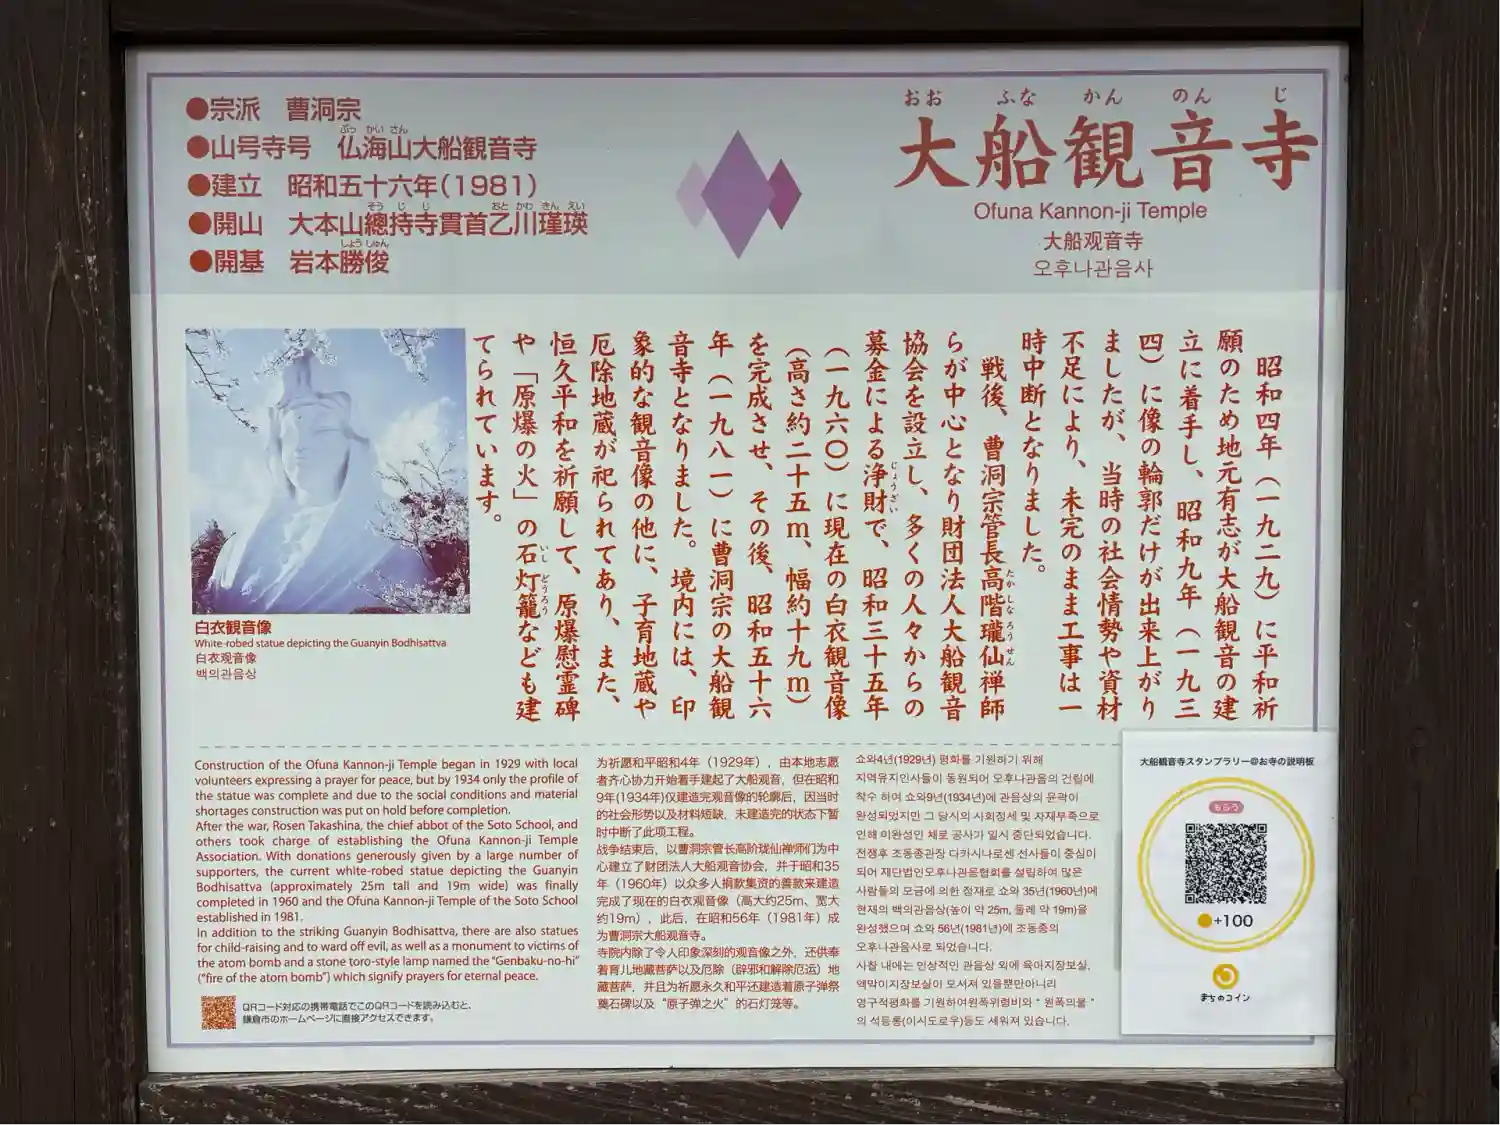 ●宗派　曹洞宗
●山号寺号　仏海山大船観音寺
ぶっ かい さん
●建立　昭和五十六年(1981)
●開山　大本山總持寺貫首乙川瑾瑛
そう じ じ おと かわ きん えい
●開基　岩本勝俊
しょう しゅん
おお ふな かん のん じ
大船観音寺
Ofuna Kannon-ji Temple
大船观音寺
오후나관음사
昭和四年（一九二九）に平和祈
願のため地元有志が大船観音の建
立に着手し、昭和九年（一九三
四）に像の輪郭だけが出来上がり
ましたが、当時の社会情勢や資材
不足により、未完のまま工事は一
時中断となりました。
戦後、曹洞宗管長高階瓏仙禅師
たか しな ろう せん
らが中心となり財団法人大船観音
協会を設立し、多くの人々からの
募金による浄財で、昭和三十五年
じょうざい
（一九六〇）に現在の白衣観音像
（高さ約二十五ｍ、幅約十九ｍ）
を完成させ、その後、昭和五十六
年（一九八一）に曹洞宗の大船観
音寺となりました。境内には、印
象的な観音像の他に、子育地蔵や
厄除地蔵が祀られてあり、また、
恒久平和を祈願して、原爆慰霊碑
や「原爆の火」の石灯籠なども建
いし どうろう
てられています。
白衣観音像
White-robed statue depicting the Guanyin Bodhisattva
白衣观音像
백의관음상
Construction of the Ofuna Kannon-ji Temple began in 1929 with local
volunteers expressing a prayer for peace, but by 1934 only the profile of
the statue was complete and due to the social conditions and material
shortages construction was put on hold before completion.
After the war, Rosen Takashina, the chief abbot of the Soto School, and
others took charge of establishing the Ofuna Kannon-ji Temple
Association. With donations generously given by a large number of
supporters, the current white-robed statue depicting the Guanyin
Bodhisattva (approximately 25m tall and 19m wide) was finally
completed in 1960 and the Ofuna Kannon-ji Temple of the Soto School
established in 1981.
In addition to the striking Guanyin Bodhisattva, there are also statues
for child-raising and to ward off evil, as well as a monument to victims of
the atom bomb and a stone toro-style lamp named the "Genbaku-no-hi"
("fire of the atom bomb") which signify prayers for eternal peace.
QRコード対応の携帯電話でこのQRコードを読み込むと、
鎌倉市のホームページに直接アクセスできます。
为祈愿和平昭和4年（1929年），由本地志愿
者齐心协力开始着手建起了大船观音，但在昭和
9年(1934年)仅建造完观音像的轮廓后，因当时
的社会形势以及材料短缺，未建造完的状态下暂
时中断了此项工程。
战争结束后，以曹洞宗管长高阶珑仙禅师们为中
心建立了财团法人大船观音协会，并于昭和35
年（1960年）以众多人捐款集资的善款来建造
完成了现在的白衣观音像（高大约25m、宽大
约19m），此后，在昭和56年（1981年）成
为曹洞宗大船观音寺。
寺院内除了令人印象深刻的观音像之外，还供奉
着育儿地藏菩萨以及厄除（辟邪和解除厄运）地
藏菩萨，并且为祈愿永久和平还建造着原子弹祭
奠石碑以及“原子弹之火”的石灯笼等。
쇼와4년(1929년) 평화를 기원하기 위해
지역유지인사들이 동원되어 오후나관음의 건립에
착수 하여 쇼와9년(1934년)에 관음상의 윤곽이
완성되었지만 그 당시의 사회정세 및 자재부족으로
인해 미완성인 채로 공사가 일시 중단되었습니다.
전쟁후 조동종관장 다카시나로센 선사들이 중심이
되어 재단법인오후나관음협회를 설립하여 많은
사람들의 모금에 의한 정재로 쇼와 35년(1960년)에
현재의 백의관음상(높이 약 25m, 둘레 약 19m)을
완성했으며 쇼와 56년(1981년)에 조동종의
오후나관음사로 되었습니다.
사찰 내에는 인상적인 관음상 외에 육아지장보살,
액막이지장보살이 모셔져 있을뿐만아니라
영구적평화를 기원하여원폭위령비와 " 원폭의불 "
의 석등롱(이시도로우)등도 세워져 있습니다.
大船観音寺スタンプラリー@お寺の説明板
もらう
+100
まちのコイン